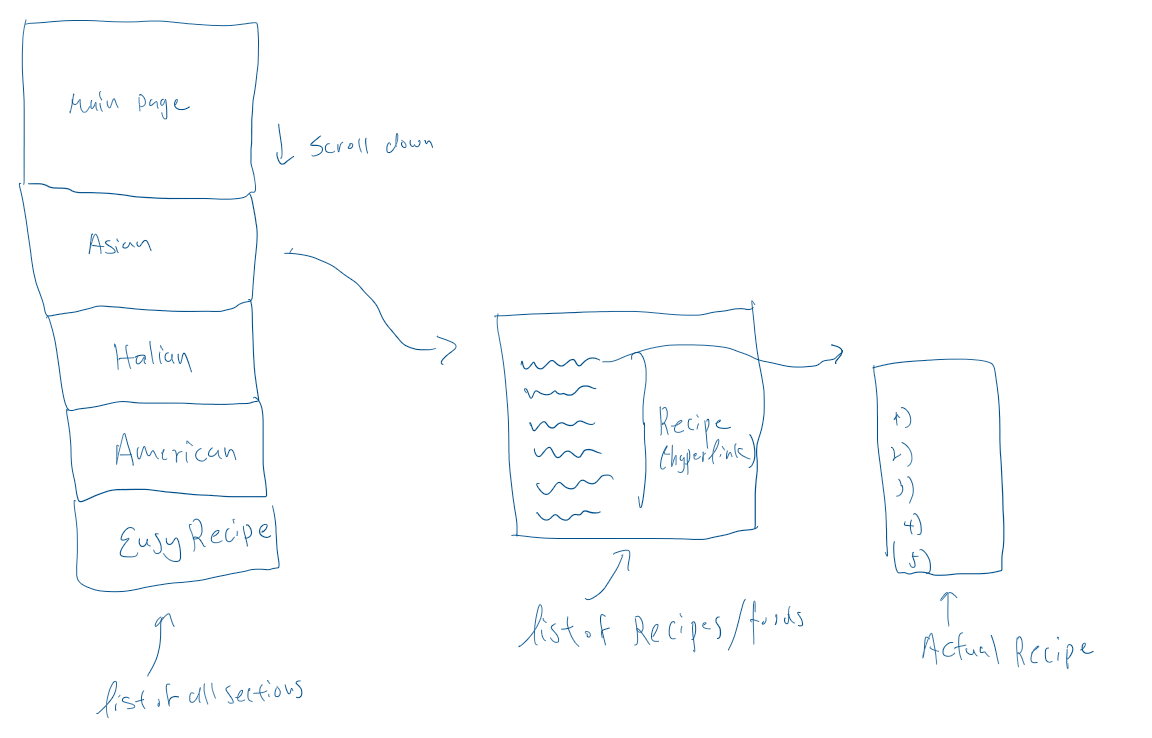 Main page
↓ Scroll down
Asian
Italian
American
Easy Recipe
list of all sections
Recipe
(hyperlink)
list of Recipes/foods
1)
2)
3)
4)
5)
Actual Recipe